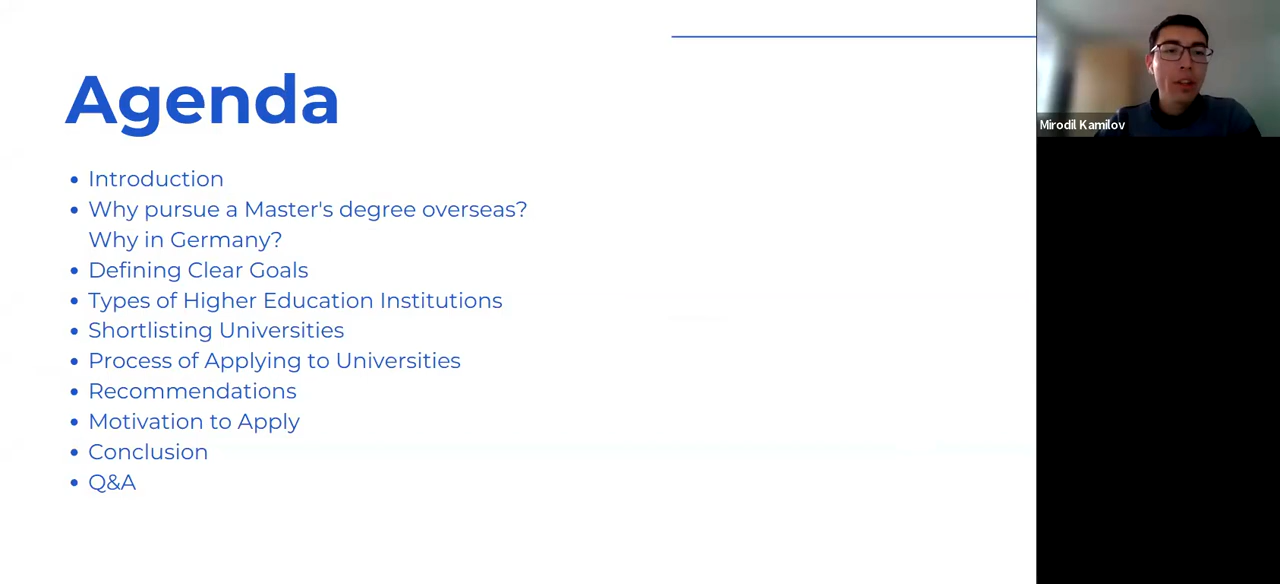 Agenda
• Introduction
• Why pursue a Master's degree overseas?
Why in Germany?
• Defining Clear Goals
• Types of Higher Education Institutions
• Shortlisting Universities
• Process of Applying to Universities
• Recommendations
• Motivation to Apply
• Conclusion
• Q&A
Mirodil Kamilov